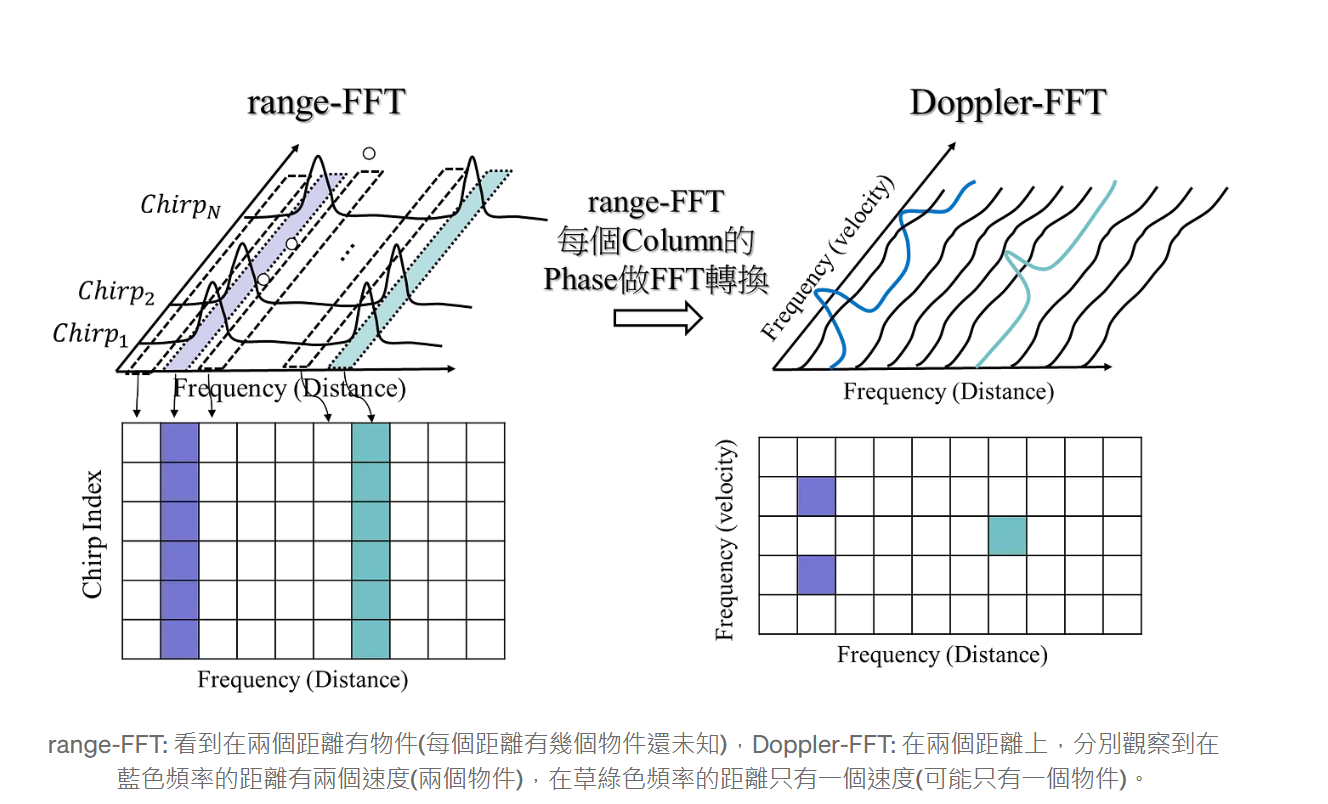 range-FFT
Doppler-FFT
Chirp_N
Chirp_2
Chirp_1
Frequency (Distance)
range-FFT
每個Column的
Phase做FFT轉換
Frequency (velocity)
Frequency (Distance)
Chirp Index
Frequency (Distance)
Frequency (velocity)
Frequency (Distance)
range-FFT: 看到在兩個距離有物件(每個距離有幾個物件還未知)，Doppler-FFT: 在兩個距離上，分別觀察到在
藍色頻率的距離有兩個速度(兩個物件)，在草綠色頻率的距離只有一個速度(可能只有一個物件)。